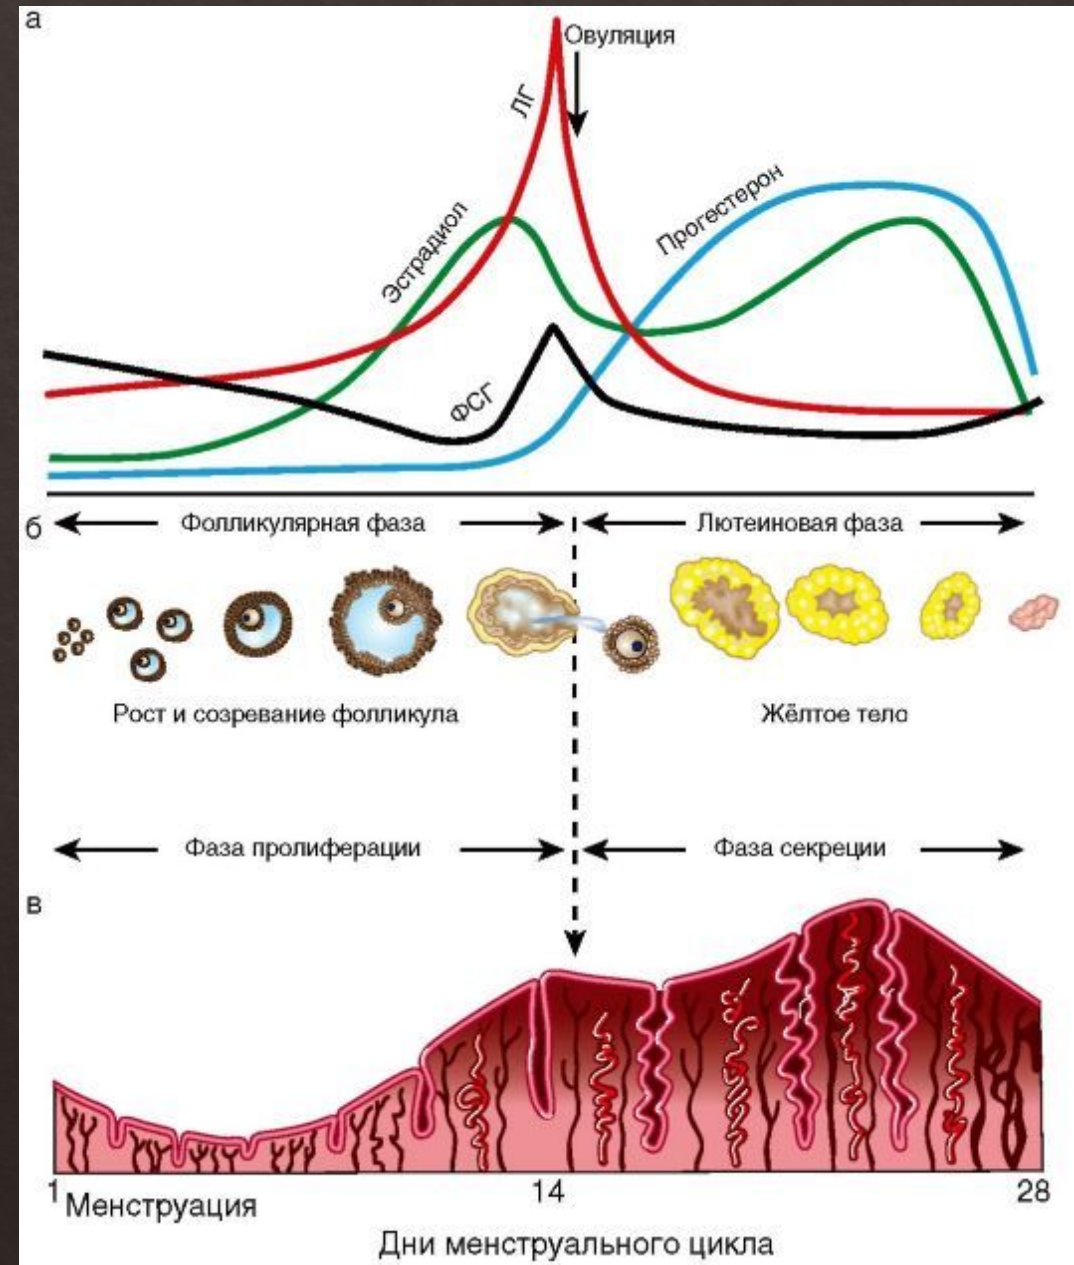 а
Овуляция
ЛГ
Эстрадиол
Прогестерон
ФСГ
б
Фолликулярная фаза
Лютеиновая фаза
Рост и созревание фолликула
Жёлтое тело
Фаза пролиферации
Фаза секреции
в
1 14 28
Менструация
Дни менструального цикла